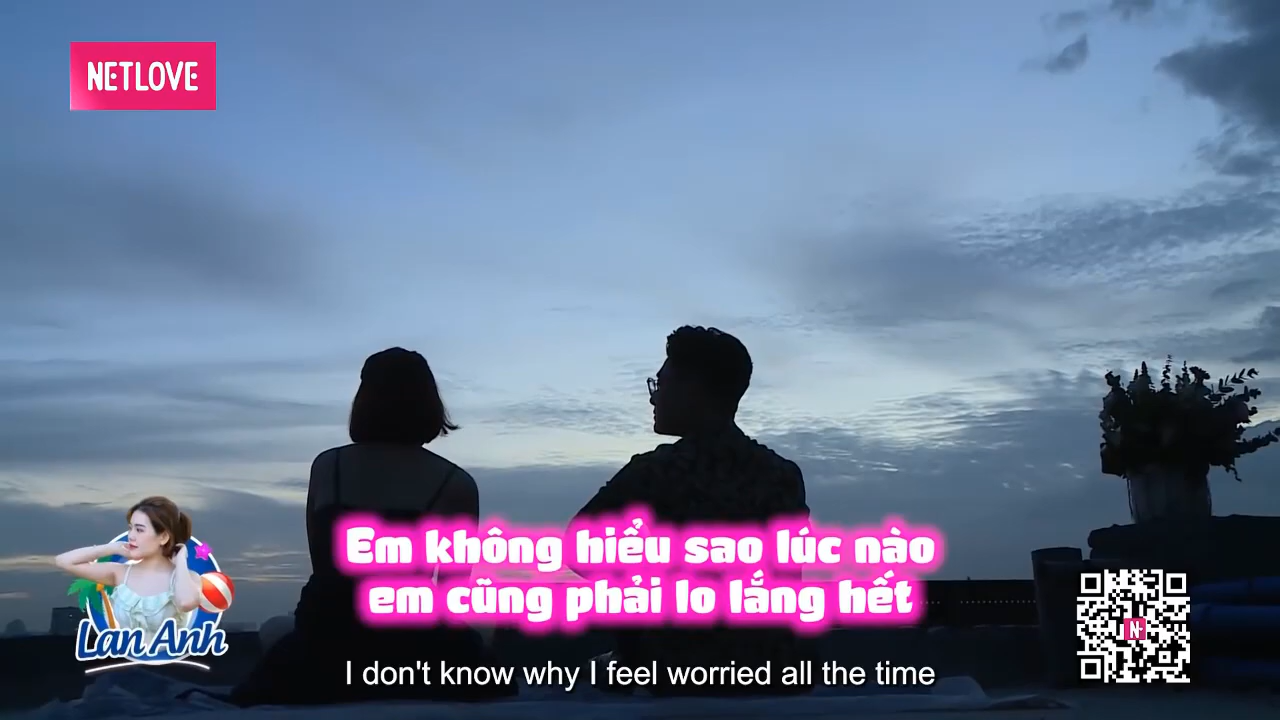 NETLOVE
Em không hiểu sao lúc nào
em cũng phải lo lắng hết
Lan Anh
N
I don't know why I feel worried all the time